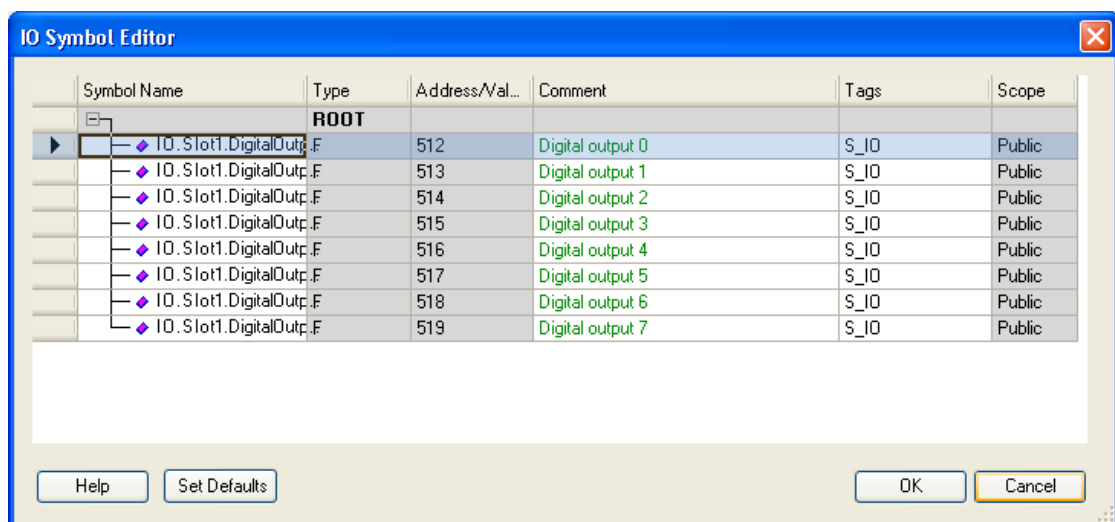 IO Symbol Editor
Symbol Name Type Address/Val... Comment Tags Scope
ROOT
IO.Slot1.DigitalOutp F 512 Digital output 0 S_IO Public
IO.Slot1.DigitalOutp F 513 Digital output 1 S_IO Public
IO.Slot1.DigitalOutp F 514 Digital output 2 S_IO Public
IO.Slot1.DigitalOutp F 515 Digital output 3 S_IO Public
IO.Slot1.DigitalOutp F 516 Digital output 4 S_IO Public
IO.Slot1.DigitalOutp F 517 Digital output 5 S_IO Public
IO.Slot1.DigitalOutp F 518 Digital output 6 S_IO Public
IO.Slot1.DigitalOutp F 519 Digital output 7 S_IO Public
Help Set Defaults OK Cancel